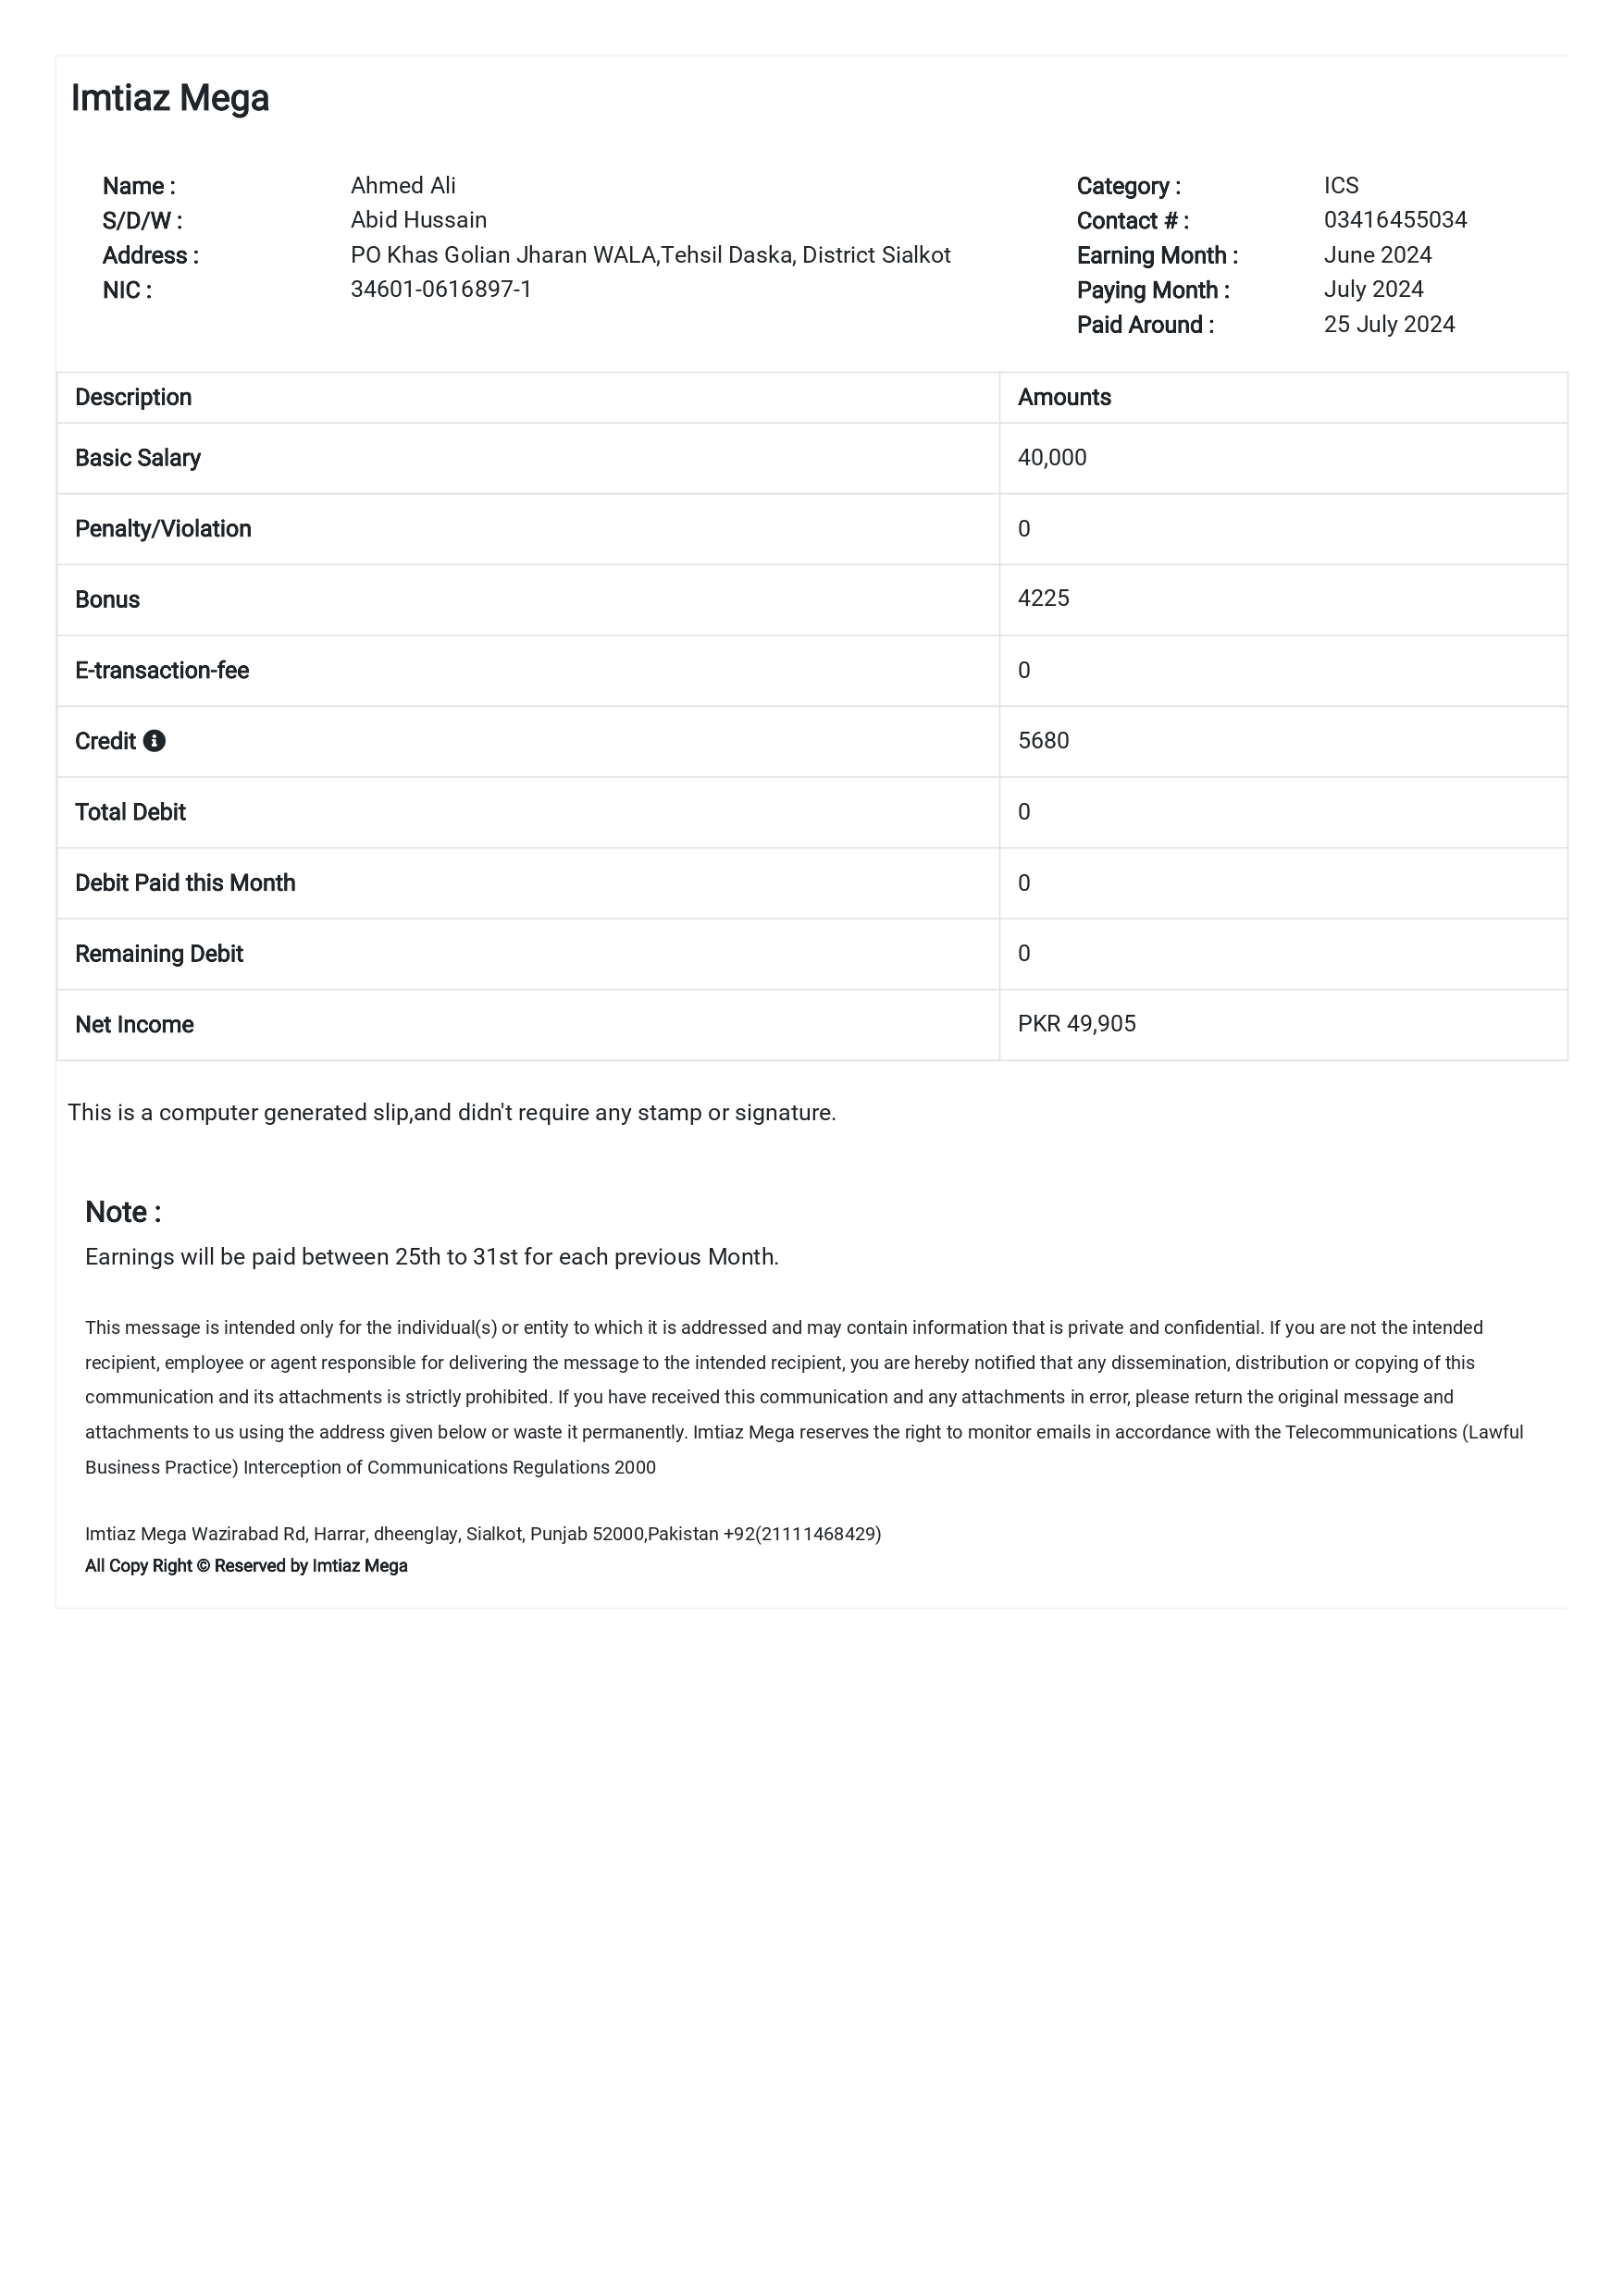 Imtiaz Mega
Name : Ahmed Ali Category : ICS
S/D/W : Abid Hussain Contact # : 03416455034
Address : PO Khas Golian Jharan WALA,Tehsil Daska, District Sialkot Earning Month : June 2024
NIC : 34601-0616897-1 Paying Month : July 2024
Paid Around : 25 July 2024
Description Amounts
Basic Salary 40,000
Penalty/Violation 0
Bonus 4225
E-transaction-fee 0
Credit 5680
Total Debit 0
Debit Paid this Month 0
Remaining Debit 0
Net Income PKR 49,905
This is a computer generated slip,and didn't require any stamp or signature.
Note :
Earnings will be paid between 25th to 31st for each previous Month.
This message is intended only for the individual(s) or entity to which it is addressed and may contain information that is private and confidential. If you are not the intended
recipient, employee or agent responsible for delivering the message to the intended recipient, you are hereby notified that any dissemination, distribution or copying of this
communication and its attachments is strictly prohibited. If you have received this communication and any attachments in error, please return the original message and
attachments to us using the address given below or waste it permanently. Imtiaz Mega reserves the right to monitor emails in accordance with the Telecommunications (Lawful
Business Practice) Interception of Communications Regulations 2000
Imtiaz Mega Wazirabad Rd, Harrar, dheenglay, Sialkot, Punjab 52000,Pakistan +92(21111468429)
All Copy Right © Reserved by Imtiaz Mega